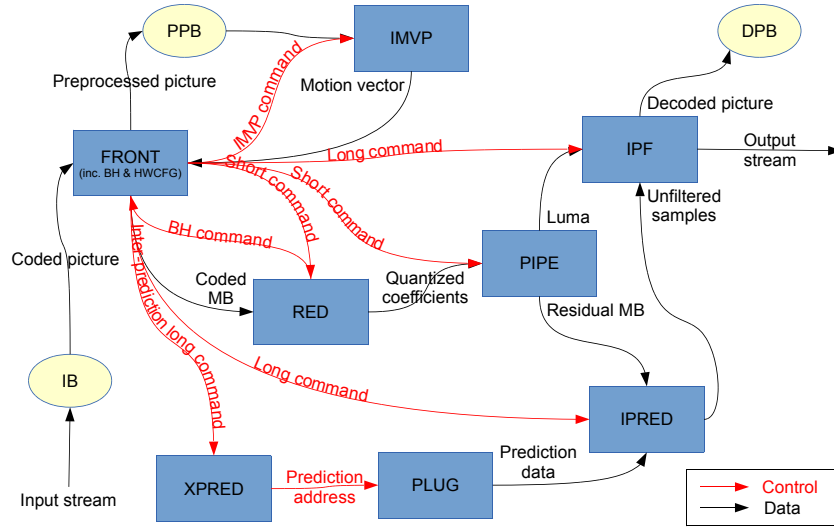 PPB
IMVP
DPB
Preprocessed picture
Motion vector
IMVP command
Decoded picture
FRONT
(inc. BH & HWCFG)
Long command
IPF
Output
stream
Short command
Short command
Unfiltered
samples
Luma
BH command
Coded picture
Inter-prediction long command
Coded
MB
RED
Quantized
coefficients
PIPE
Residual MB
IB
Long command
IPRED
Input stream
XPRED
Prediction
address
PLUG
Prediction
data
Control
Data